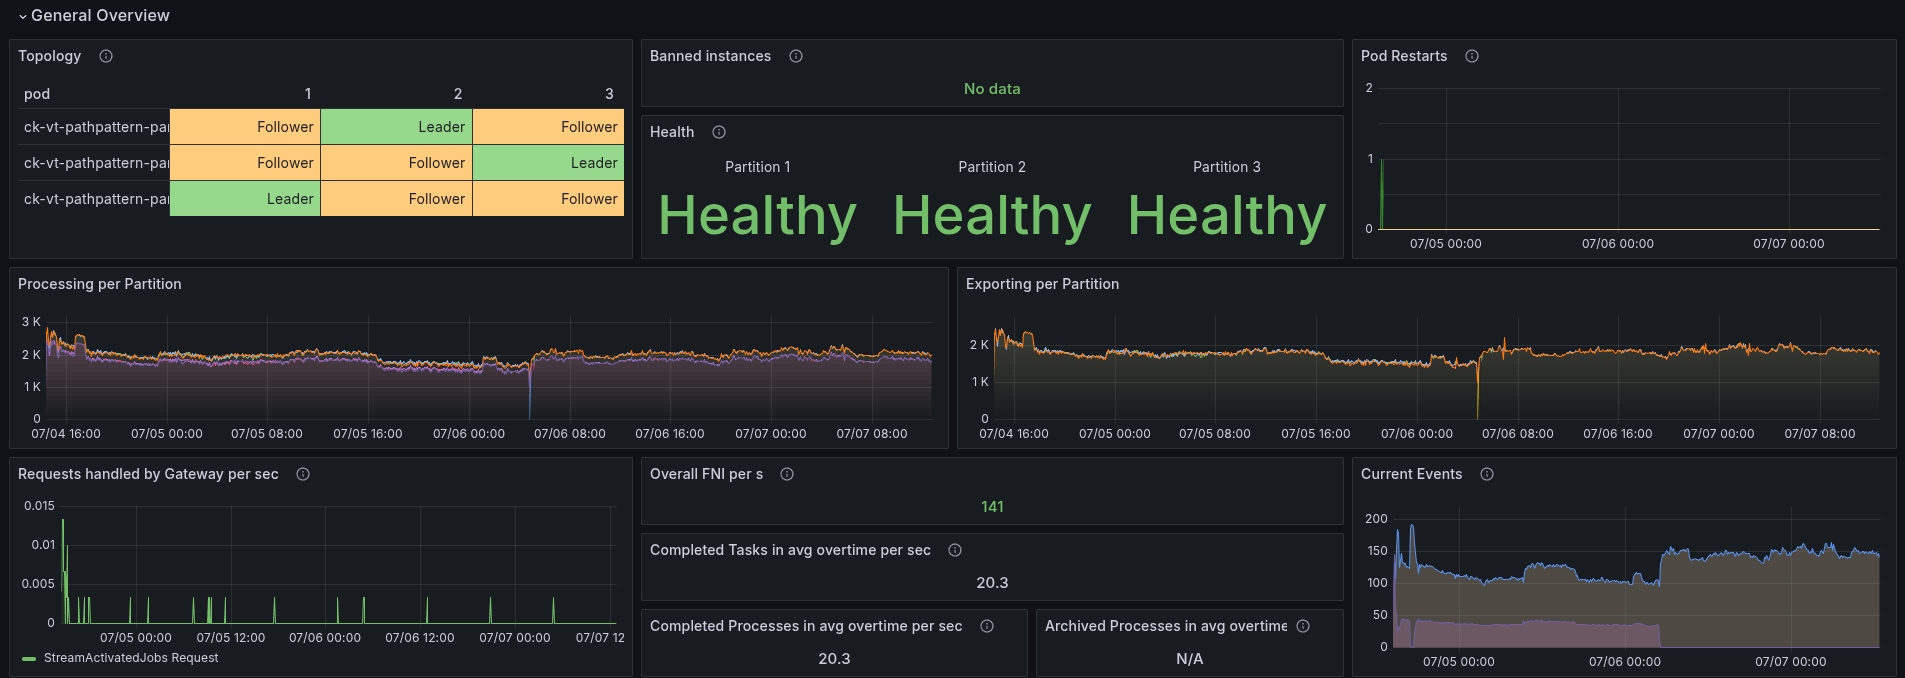 General Overview
Topology
pod 1 2 3
ck-vt-pathpattern-par Follower Leader Follower
ck-vt-pathpattern-par Follower Follower Leader
ck-vt-pathpattern-par Leader Follower Follower
Banned instances
No data
Health
Partition 1 Partition 2 Partition 3
Healthy Healthy Healthy
Pod Restarts
2
1
0
07/05 00:00 07/06 00:00 07/07 00:00
Processing per Partition
3 K
2 K
1 K
0
07/04 16:00 07/05 00:00 07/05 08:00 07/05 16:00 07/06 00:00 07/06 08:00 07/06 16:00 07/07 00:00 07/07 08:00
Exporting per Partition
2 K
1 K
0
07/04 16:00 07/05 00:00 07/05 08:00 07/05 16:00 07/06 00:00 07/06 08:00 07/06 16:00 07/07 00:00 07/07 08:00
Requests handled by Gateway per sec
0.015
0.01
0.005
0
07/05 00:00 07/05 12:00 07/06 00:00 07/06 12:00 07/07 00:00 07/07 12
StreamActivatedJobs Request
Overall FNI per s
141
Completed Tasks in avg overtime per sec
20.3
Completed Processes in avg overtime per sec
20.3
Archived Processes in avg overtime
N/A
Current Events
200
150
100
50
0
07/05 00:00 07/06 00:00 07/07 00:00